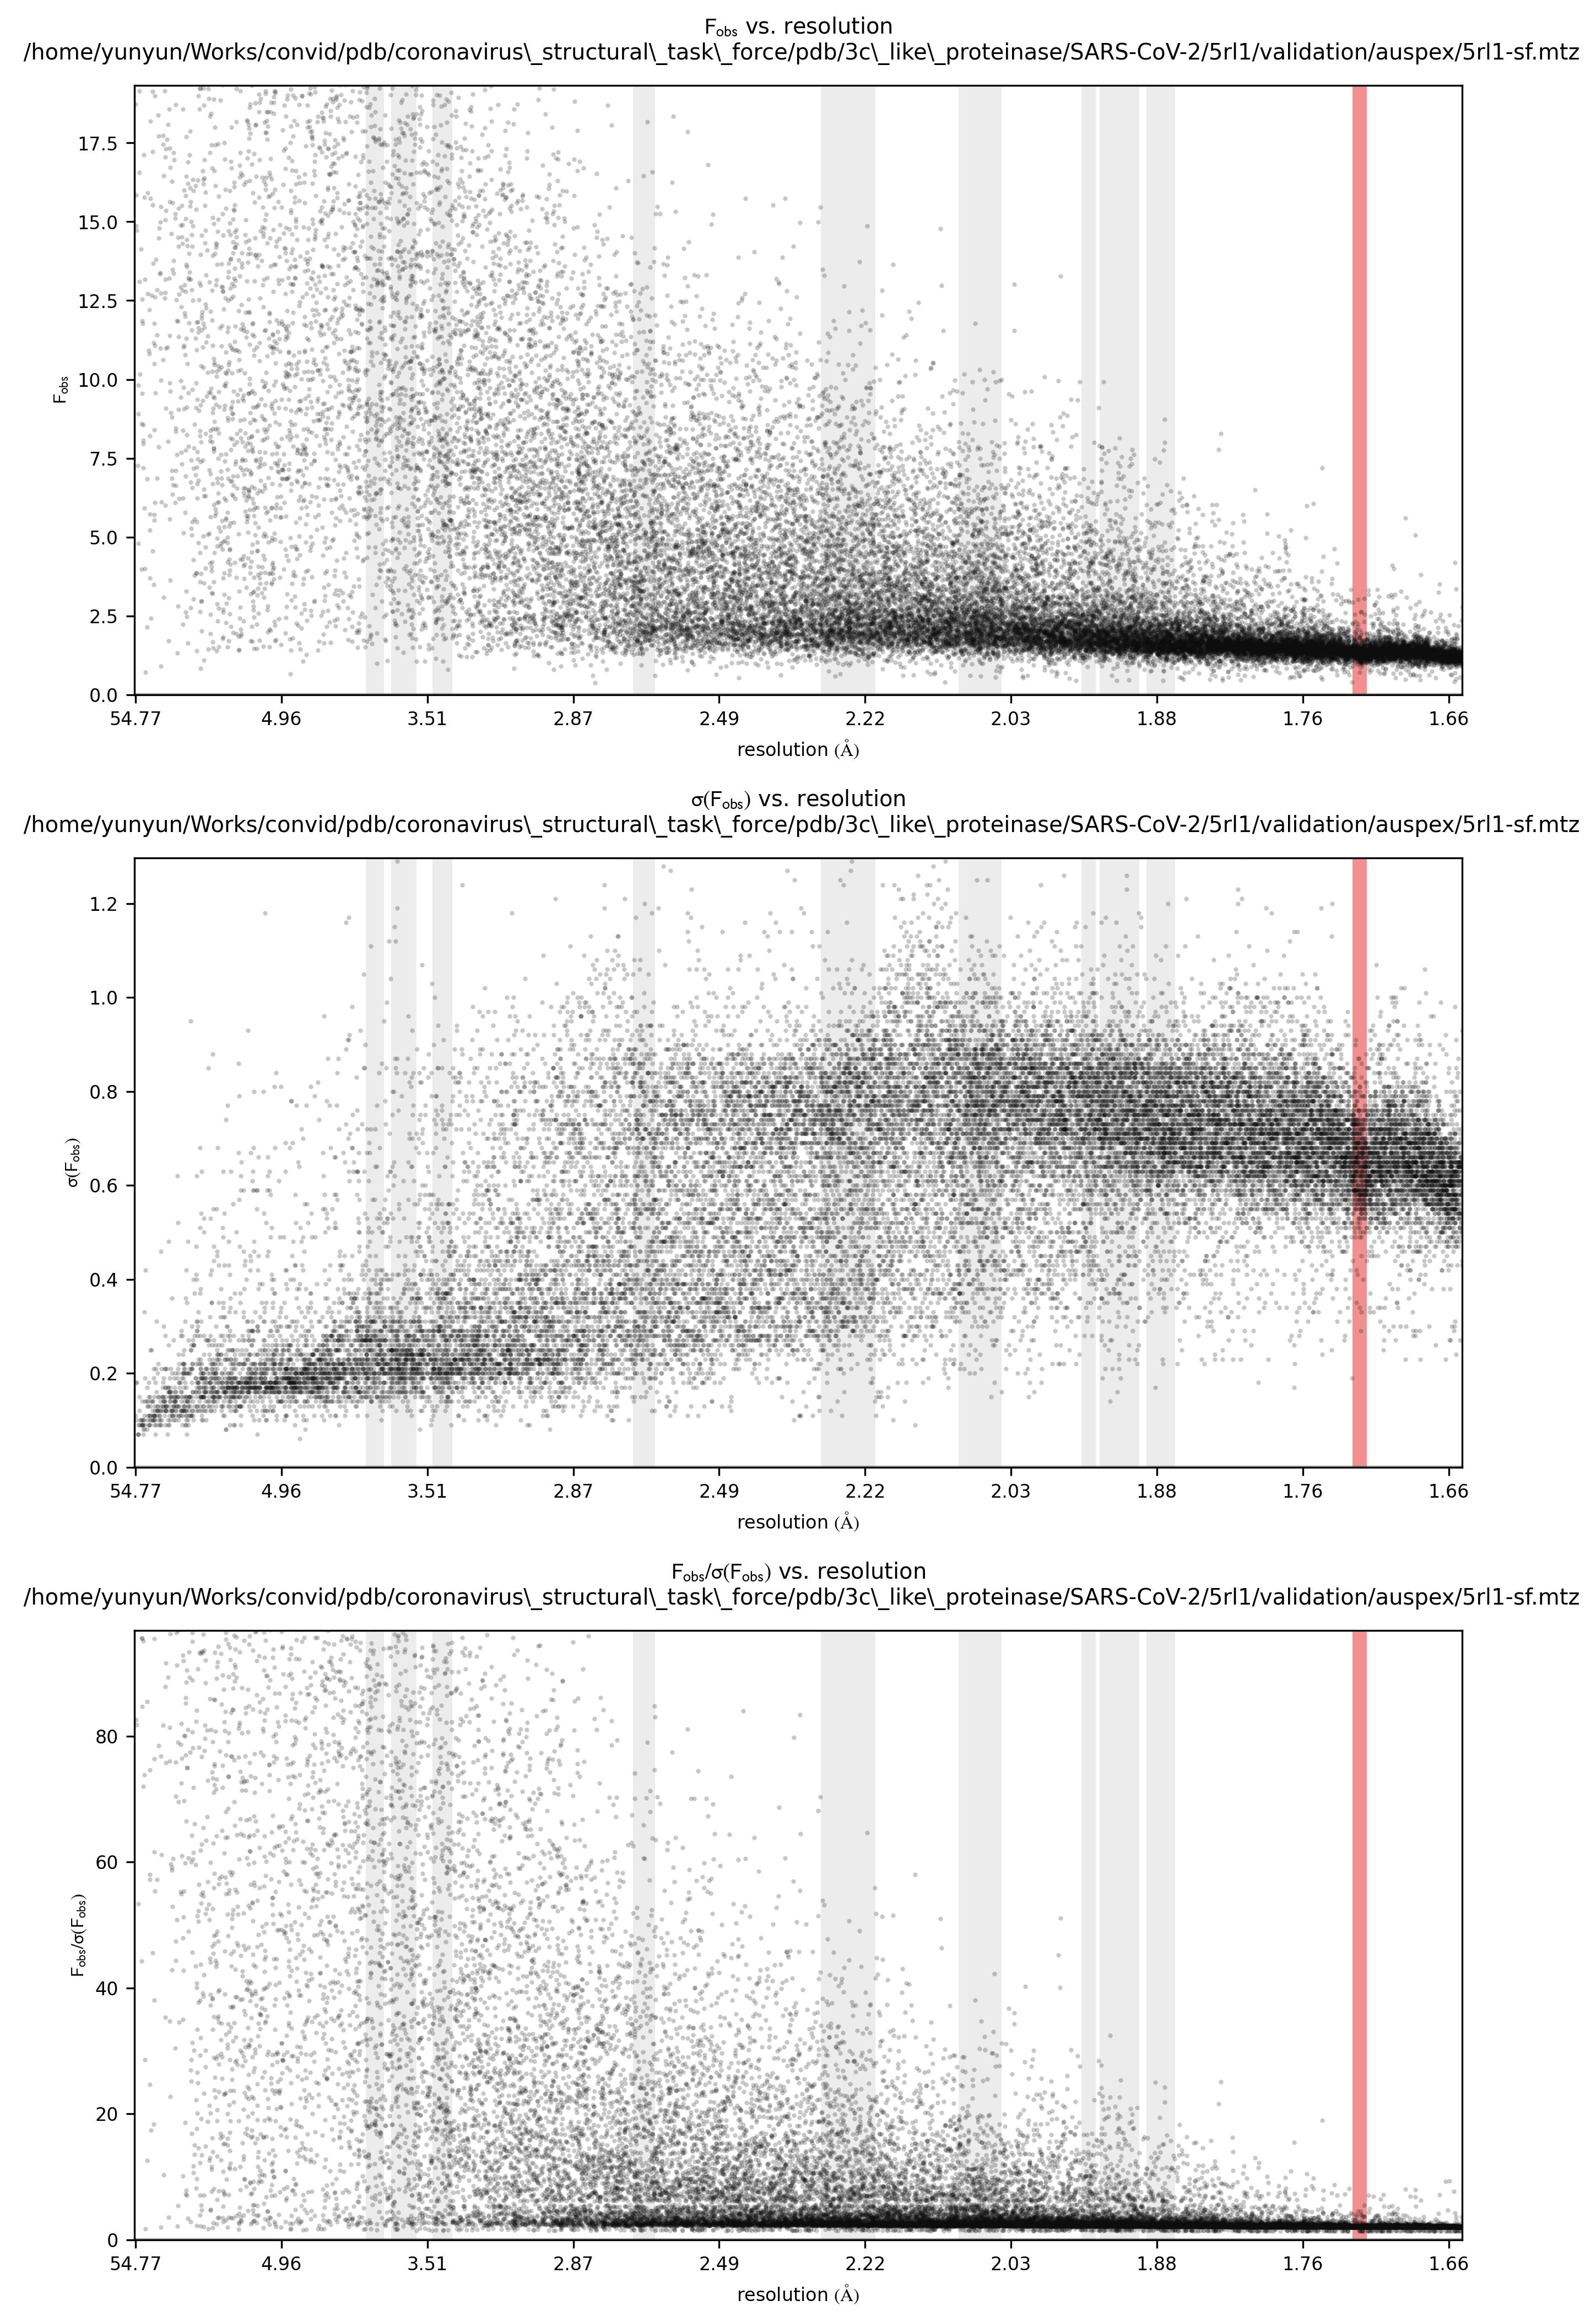 Fobs vs. resolution
/home/yunyun/Works/convid/pdb/coronavirus\_structural\_task\_force/pdb/3c\_like\_proteinase/SARS-CoV-2/5rl1/validation/auspex/5rl1-sf.mtz
17.5
15.0
12.5
10.0
7.5
5.0
2.5
0.0
Fobs
54.77 4.96 3.51 2.87 2.49 2.22 2.03 1.88 1.76 1.66
resolution (Å)
σ(Fobs) vs. resolution
/home/yunyun/Works/convid/pdb/coronavirus\_structural\_task\_force/pdb/3c\_like\_proteinase/SARS-CoV-2/5rl1/validation/auspex/5rl1-sf.mtz
1.2
1.0
0.8
0.6
0.4
0.2
0.0
σ(Fobs)
54.77 4.96 3.51 2.87 2.49 2.22 2.03 1.88 1.76 1.66
resolution (Å)
Fobs/σ(Fobs) vs. resolution
/home/yunyun/Works/convid/pdb/coronavirus\_structural\_task\_force/pdb/3c\_like\_proteinase/SARS-CoV-2/5rl1/validation/auspex/5rl1-sf.mtz
80
60
40
20
0
Fobs/σ(Fobs)
54.77 4.96 3.51 2.87 2.49 2.22 2.03 1.88 1.76 1.66
resolution (Å)